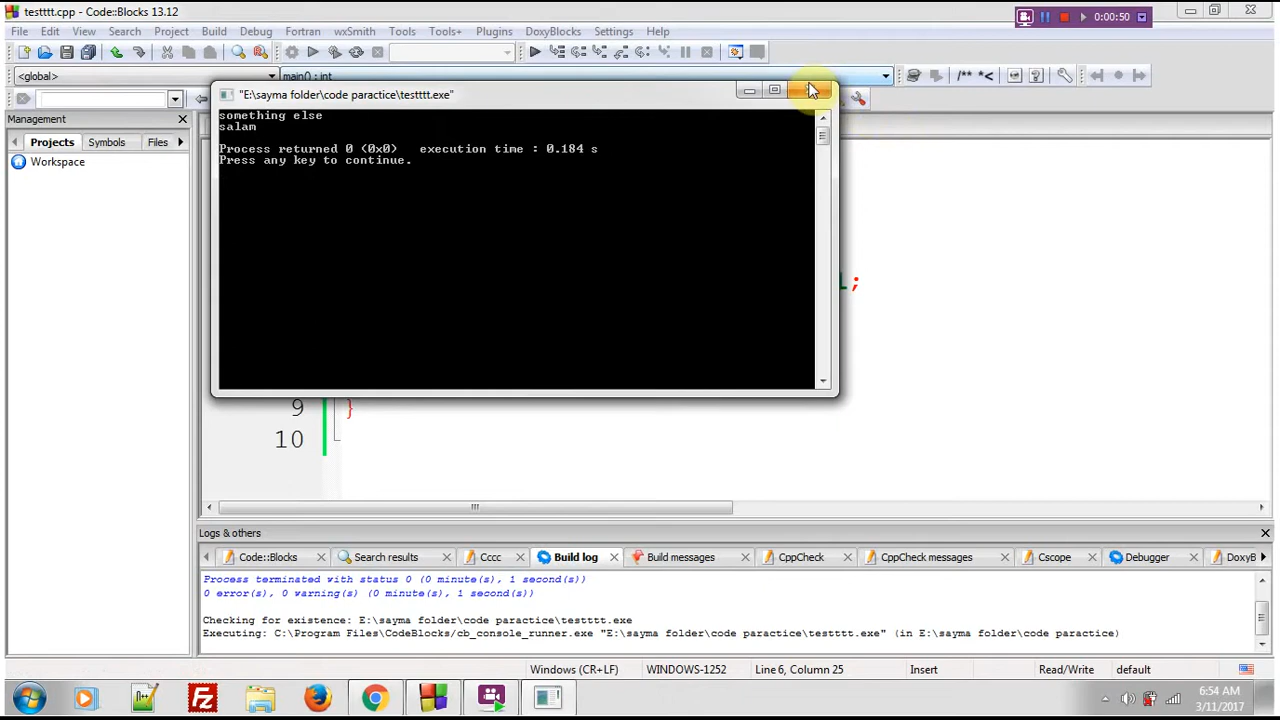 testttt.cpp - Code::Blocks 13.12
0:00:50
File Edit View Search Project Build Debug Fortran wxSmith Tools Tools+ Plugins DoxyBlocks Settings Help
<global>
main() : int
/** *<
Management
Projects Symbols Files
Workspace
"E:\sayma folder\code paractice\testttt.exe"
something else
salam
Process returned 0 (0x0) execution time : 0.184 s
Press any key to continue.
;
9 }
10
Logs & others
Code::Blocks Search results Cccc Build log Build messages CppCheck CppCheck messages Cscope Debugger DoxyB
Process terminated with status 0 (0 minute(s), 1 second(s))
0 error(s), 0 warning(s) (0 minute(s), 1 second(s))
Checking for existence: E:\sayma folder\code paractice\testttt.exe
Executing: C:\Program Files\CodeBlocks/cb_console_runner.exe "E:\sayma folder\code paractice\testttt.exe" (in E:\sayma folder\code paractice)
Windows (CR+LF) WINDOWS-1252 Line 6, Column 25 Insert Read/Write default
6:54 AM
3/11/2017